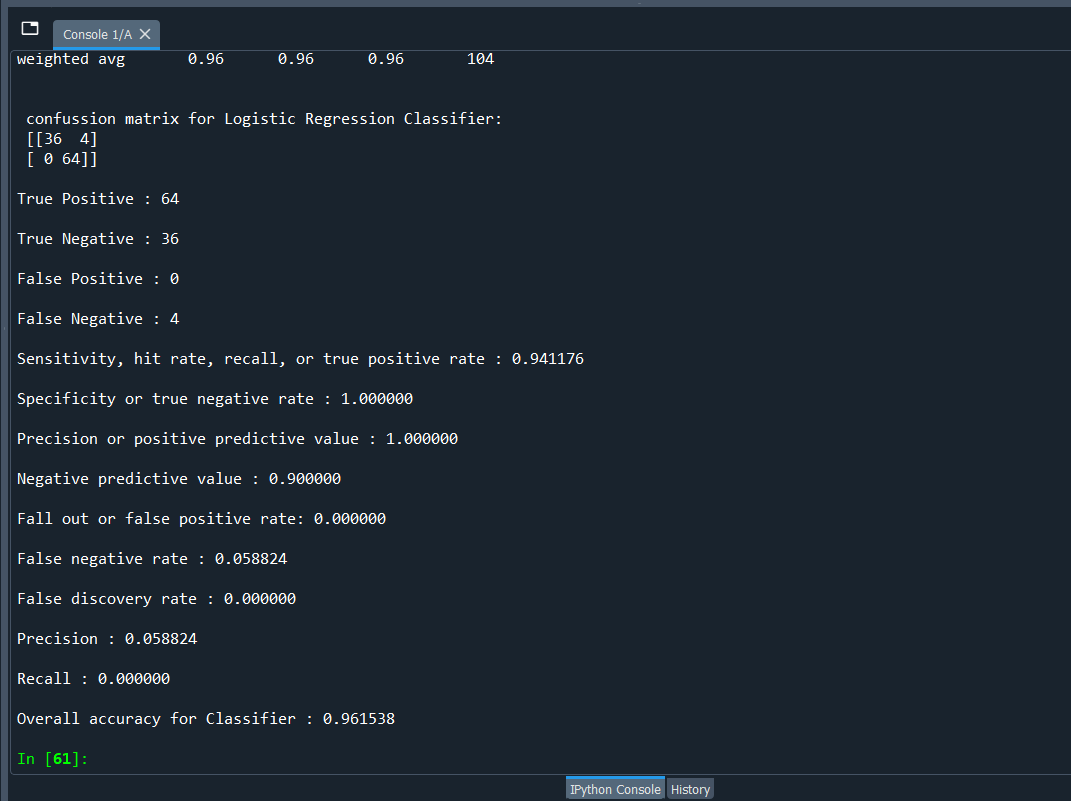 Console 1/A
weighted avg 0.96 0.96 0.96 104
confussion matrix for Logistic Regression Classifier:
[[36 4]
[ 0 64]]
True Positive : 64
True Negative : 36
False Positive : 0
False Negative : 4
Sensitivity, hit rate, recall, or true positive rate : 0.941176
Specificity or true negative rate : 1.000000
Precision or positive predictive value : 1.000000
Negative predictive value : 0.900000
Fall out or false positive rate: 0.000000
False negative rate : 0.058824
False discovery rate : 0.000000
Precision : 0.058824
Recall : 0.000000
Overall accuracy for Classifier : 0.961538
In [61]:
IPython Console History